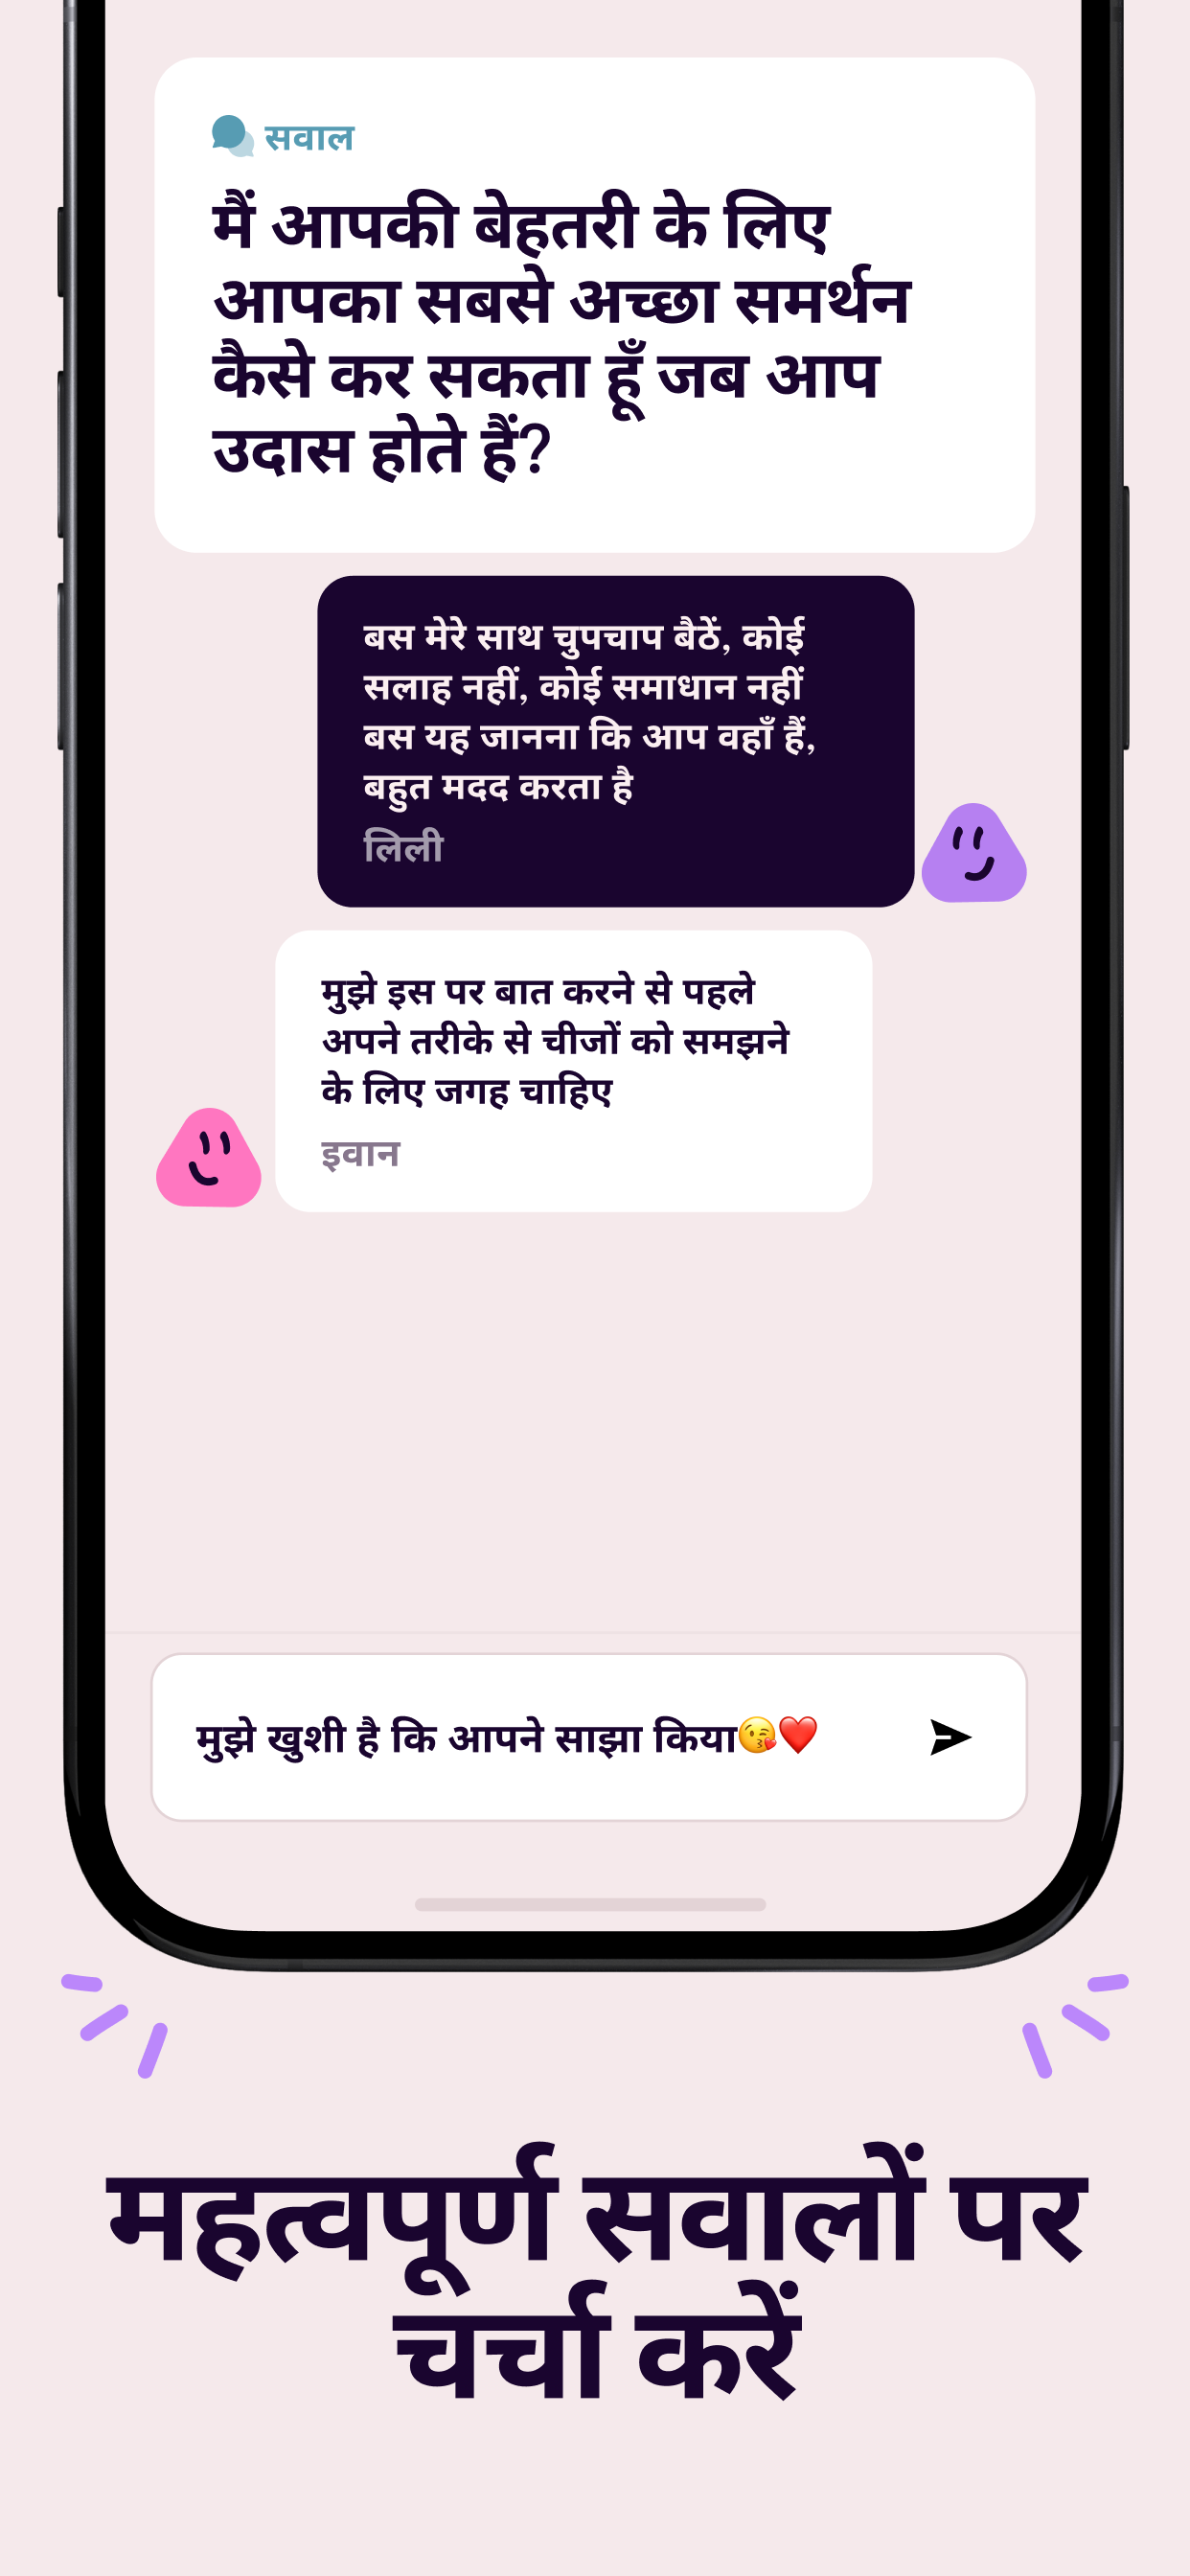 सवाल
मैं आपकी बेहतरी के लिए
आपका सबसे अच्छा समर्थन
कैसे कर सकता हूँ जब आप
उदास होते हैं?
बस मेरे साथ चुपचाप बैठें, कोई
सलाह नहीं, कोई समाधान नहीं
बस यह जानना कि आप वहाँ हैं,
बहुत मदद करता है
लिली
मुझे इस पर बात करने से पहले
अपने तरीके से चीजों को समझने
के लिए जगह चाहिए
इवान
मुझे खुशी है कि आपने साझा किया😘❤️
महत्वपूर्ण सवालों पर
चर्चा करें